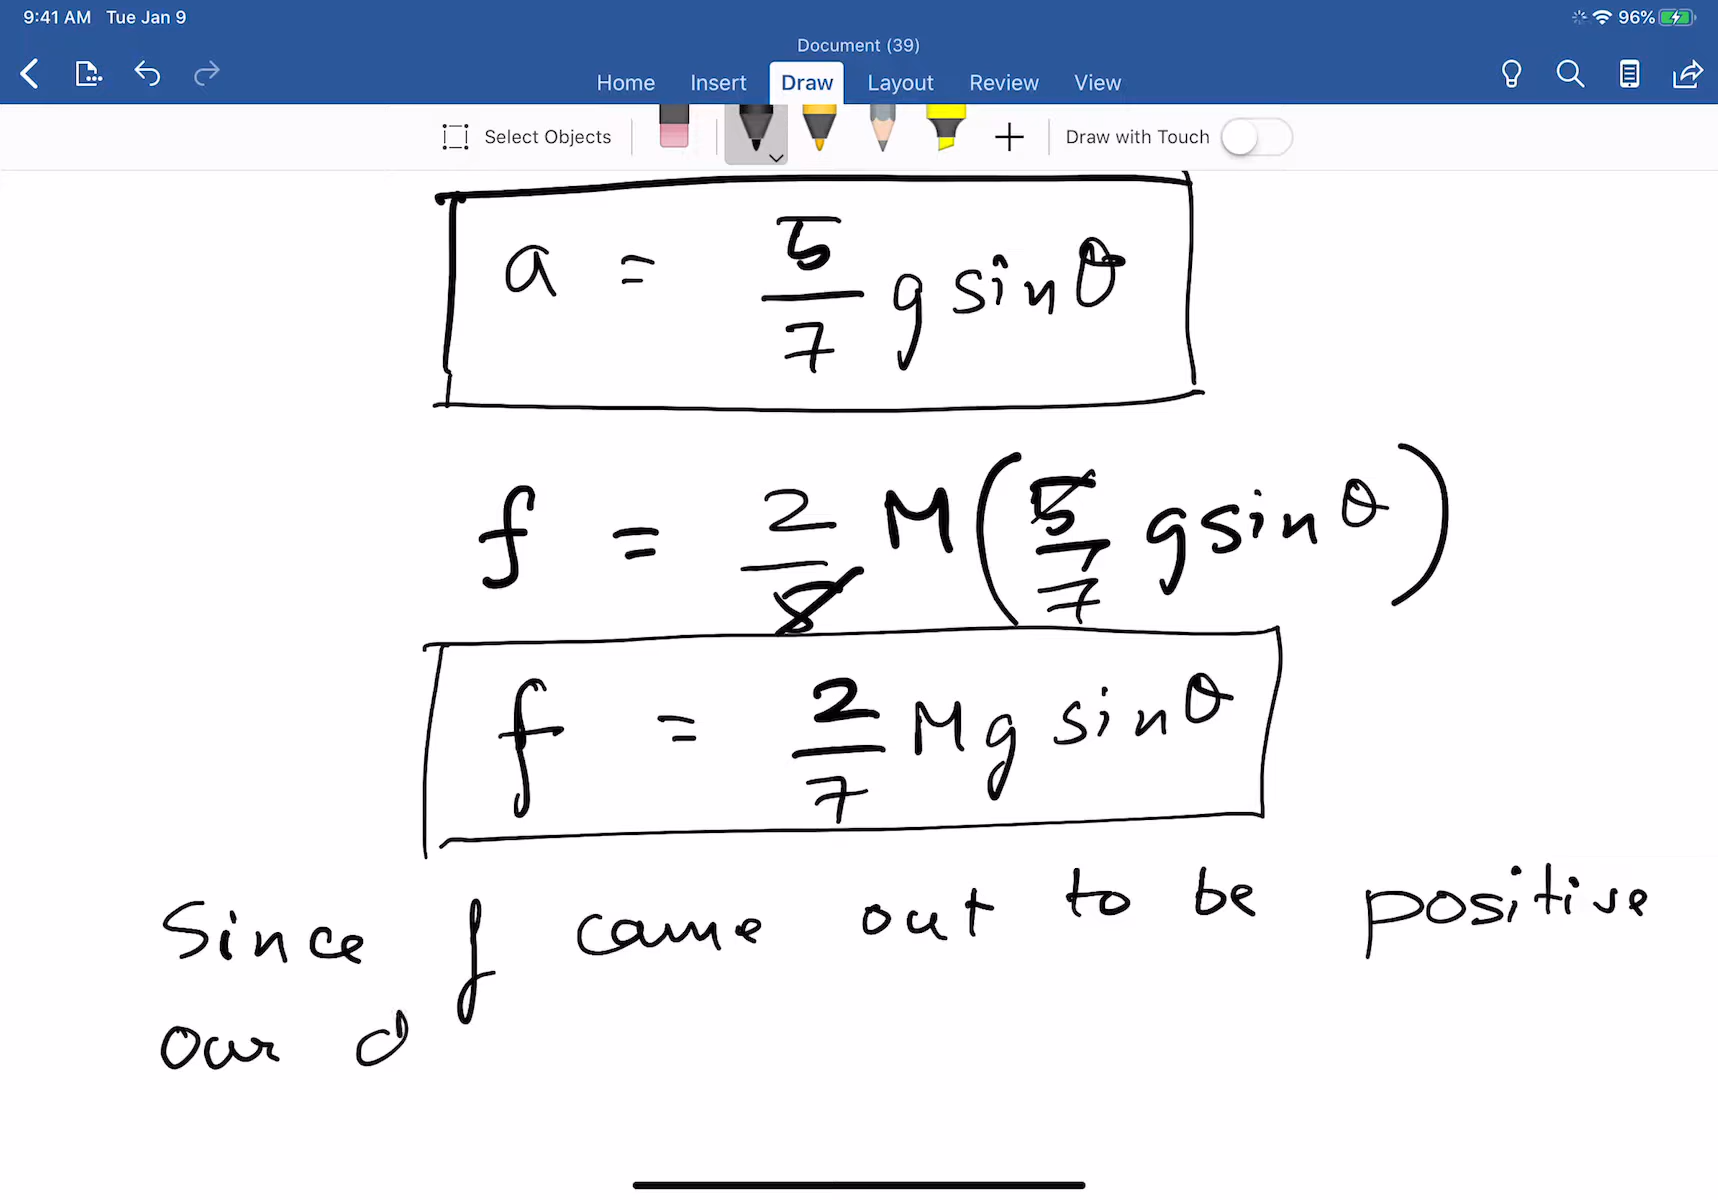 9:41 AM Tue Jan 9
96%
Document (39)
Home Insert Draw Layout Review View
Select Objects
Draw with Touch
a = 5/7 g sinθ
f = 2/5 M (5/7 g sinθ)
f = 2/7 Mg sinθ
Since f came out to be positive
our d